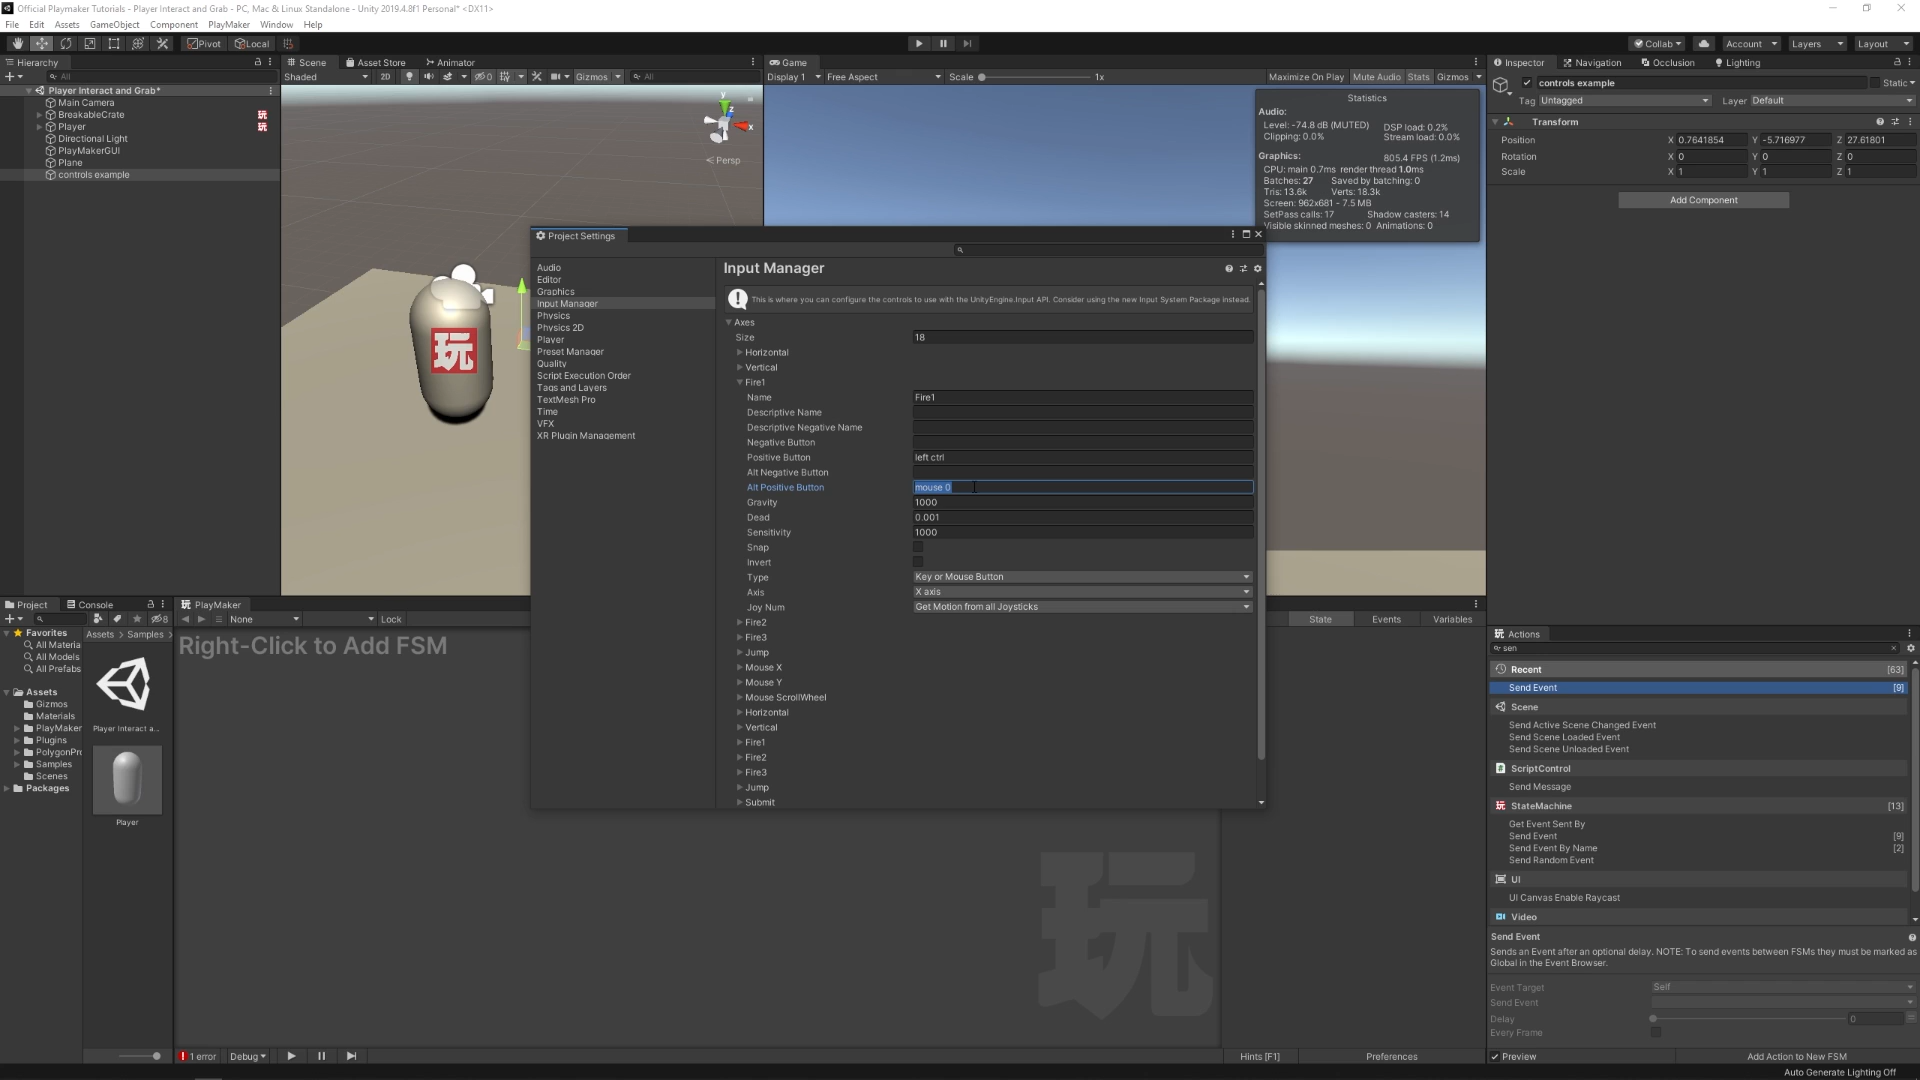 Official Playmaker Tutorials - Player Interact and Grab - PC, Mac & Linux Standalone - Unity 2019.4.8f1 Personal* <DX11>
File Edit Assets GameObject Component PlayMaker Window Help
Pivot Local Collab Account Layers Layout
Hierarchy
All
Player Interact and Grab*
Main Camera
BreakableCrate
Player
Directional Light
PlayMakerGUI
Plane
controls example
玩
玩
Scene Asset Store Animator
Shaded 2D 0 Gizmos All
y
z
x
Persp
玩
Game
Display 1 Free Aspect Scale 1x Maximize On Play Mute Audio Stats Gizmos
Statistics
Audio:
Level: -74.8 dB (MUTED) DSP load: 0.2%
Clipping: 0.0% Stream load: 0.0%
Graphics: 805.4 FPS (1.2ms)
CPU: main 0.7ms render thread 1.0ms
Batches: 27 Saved by batching: 0
Tris: 13.6k Verts: 18.3k
Screen: 962x681 - 7.5 MB
SetPass calls: 17 Shadow casters: 14
Visible skinned meshes: 0 Animations: 0
Inspector Navigation Occlusion Lighting
controls example Static
Tag Untagged Layer Default
Transform
Position X 0.7641854 Y -5.716977 Z 27.61801
Rotation X 0 Y 0 Z 0
Scale X 1 Y 1 Z 1
Add Component
Project Settings
Audio
Editor
Graphics
Input Manager
Physics
Physics 2D
Player
Preset Manager
Quality
Script Execution Order
Tags and Layers
TextMesh Pro
Time
VFX
XR Plugin Management
Input Manager
This is where you can configure the controls to use with the UnityEngine.Input API. Consider using the new Input System Package instead.
Axes
Size 18
Horizontal
Vertical
Fire1
Name Fire1
Descriptive Name
Descriptive Negative Name
Negative Button
Positive Button left ctrl
Alt Negative Button
Alt Positive Button mouse 0
Gravity 1000
Dead 0.001
Sensitivity 1000
Snap
Invert
Type Key or Mouse Button
Axis X axis
Joy Num Get Motion from all Joysticks
Fire2
Fire3
Jump
Mouse X
Mouse Y
Mouse ScrollWheel
Horizontal
Vertical
Fire1
Fire2
Fire3
Jump
Submit
Project Console
8
Favorites
All Materia
All Models
All Prefabs
Assets
Gizmos
Materials
PlayMaker
Plugins
PolygonPr
Samples
Scenes
Packages
Assets > Samples >
Player Interact a...
Player
PlayMaker
None Lock State Events Variables
Right-Click to Add FSM
玩
1 error Debug Hints [F1] Preferences
Actions
sen
Recent [63]
Send Event [9]
Scene
Send Active Scene Changed Event
Send Scene Loaded Event
Send Scene Unloaded Event
ScriptControl
Send Message
StateMachine [13]
Get Event Sent By
Send Event [9]
Send Event By Name [2]
Send Random Event
UI
UI Canvas Enable Raycast
Video
Send Event
Sends an Event after an optional delay. NOTE: To send events between FSMs they must be marked as
Global in the Event Browser.
Event Target Self
Send Event
Delay 0
Every Frame
Preview Add Action to New FSM
Auto Generate Lighting Off